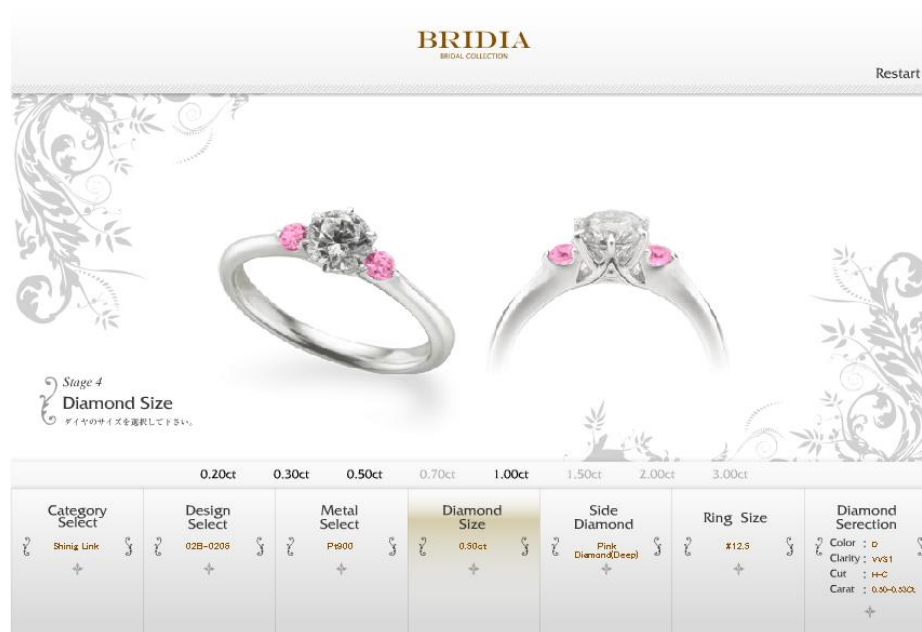 BRIDIA
BRIDAL COLLECTION
Restart
Stage 4
Diamond Size
ダイヤのサイズを選択して下さい。
0.20ct 0.30ct 0.50ct 0.70ct 1.00ct 1.50ct 2.00ct 3.00ct
Category
Select
Shinig Link
Design
Select
02B-0206
Metal
Select
Pt900
Diamond
Size
0.50ct
Side
Diamond
Pink
Diamond(Deep)
Ring Size
#12.5
Diamond
Serection
Color : D
Clarity : VVS1
Cut : H-C
Carat : 0.50-0.53Ct